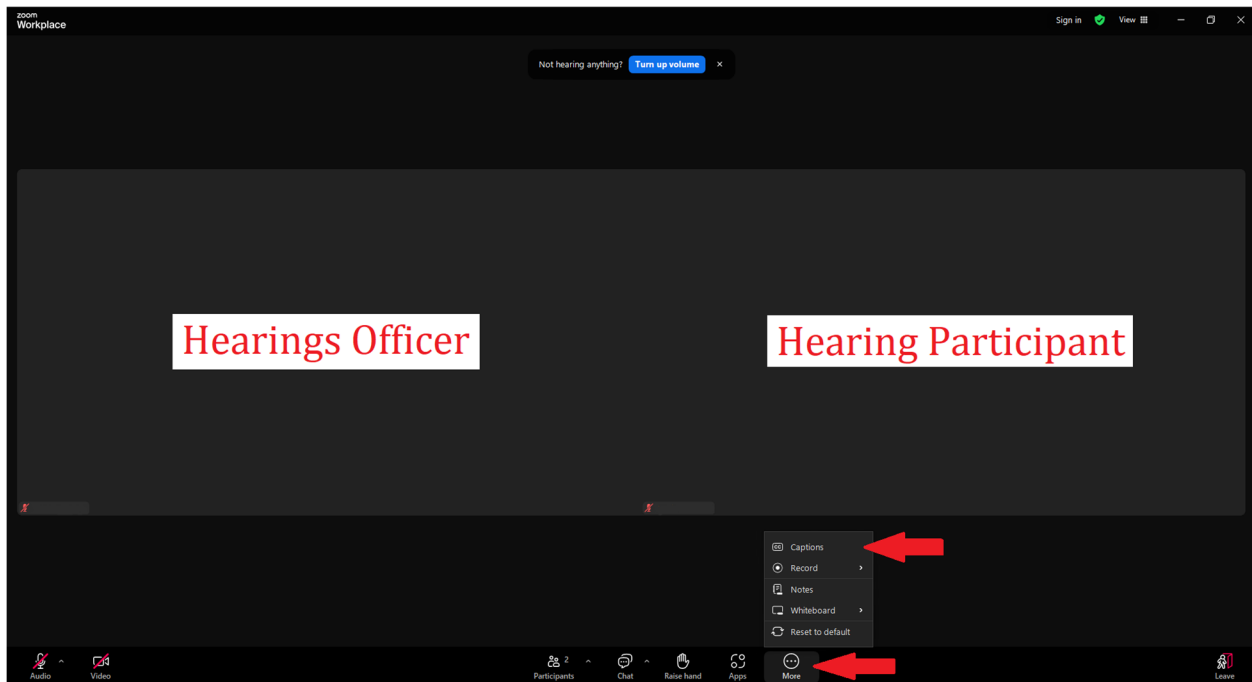 zoom
Workplace
Sign in View
Not hearing anything? Turn up volume
Hearings Officer
Hearing Participant
CC Captions
Record
Notes
Whiteboard
Reset to default
Audio
Video
2
Participants
Chat
Raise hand
Apps
More
Leave